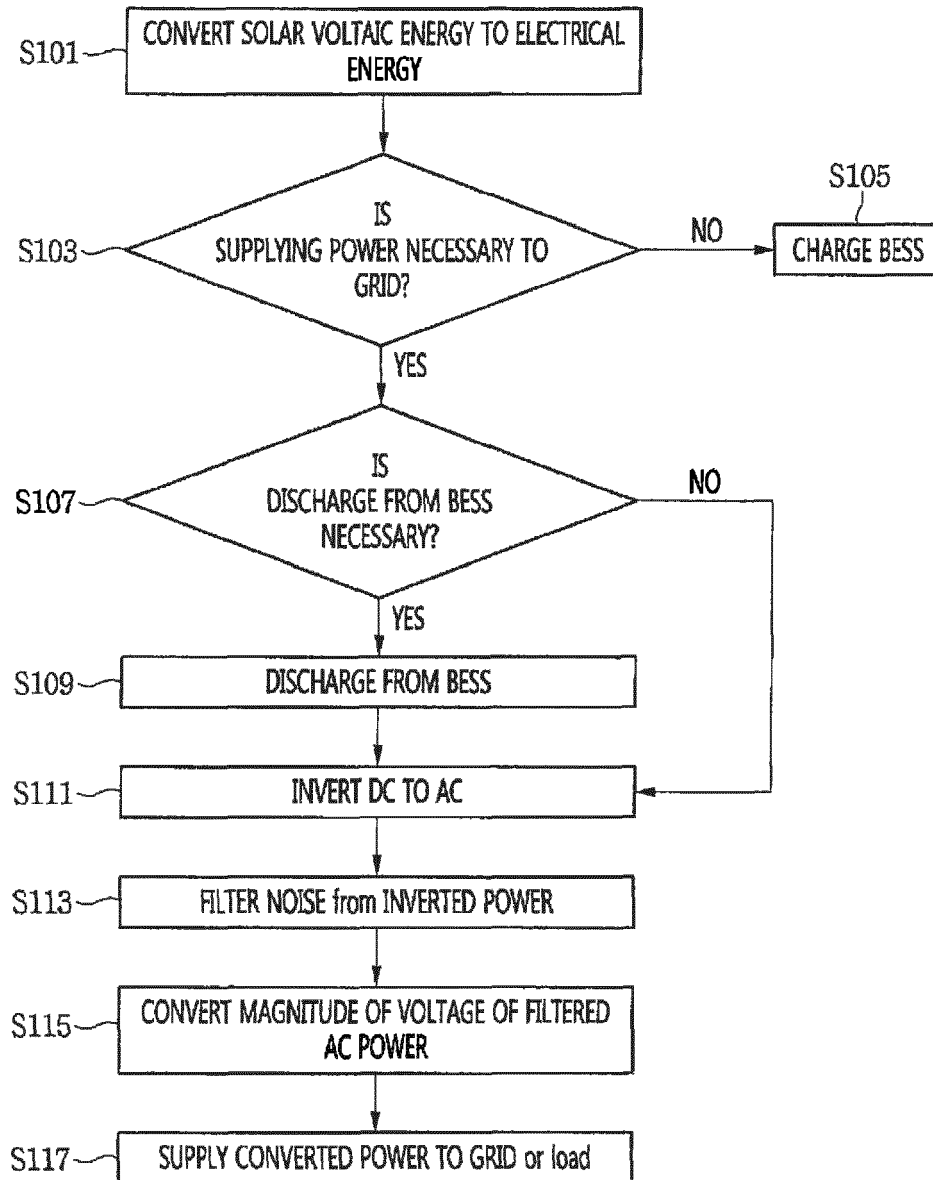 S101
CONVERT SOLAR VOLTAIC ENERGY TO ELECTRICAL
ENERGY
S103
IS
SUPPLYING POWER NECESSARY TO
GRID?
NO
S105
CHARGE BESS
YES
S107
IS
DISCHARGE FROM BESS
NECESSARY?
NO
YES
S109
DISCHARGE FROM BESS
S111
INVERT DC TO AC
S113
FILTER NOISE from INVERTED POWER
S115
CONVERT MAGNITUDE OF VOLTAGE OF FILTERED
AC POWER
S117
SUPPLY CONVERTED POWER TO GRID or load